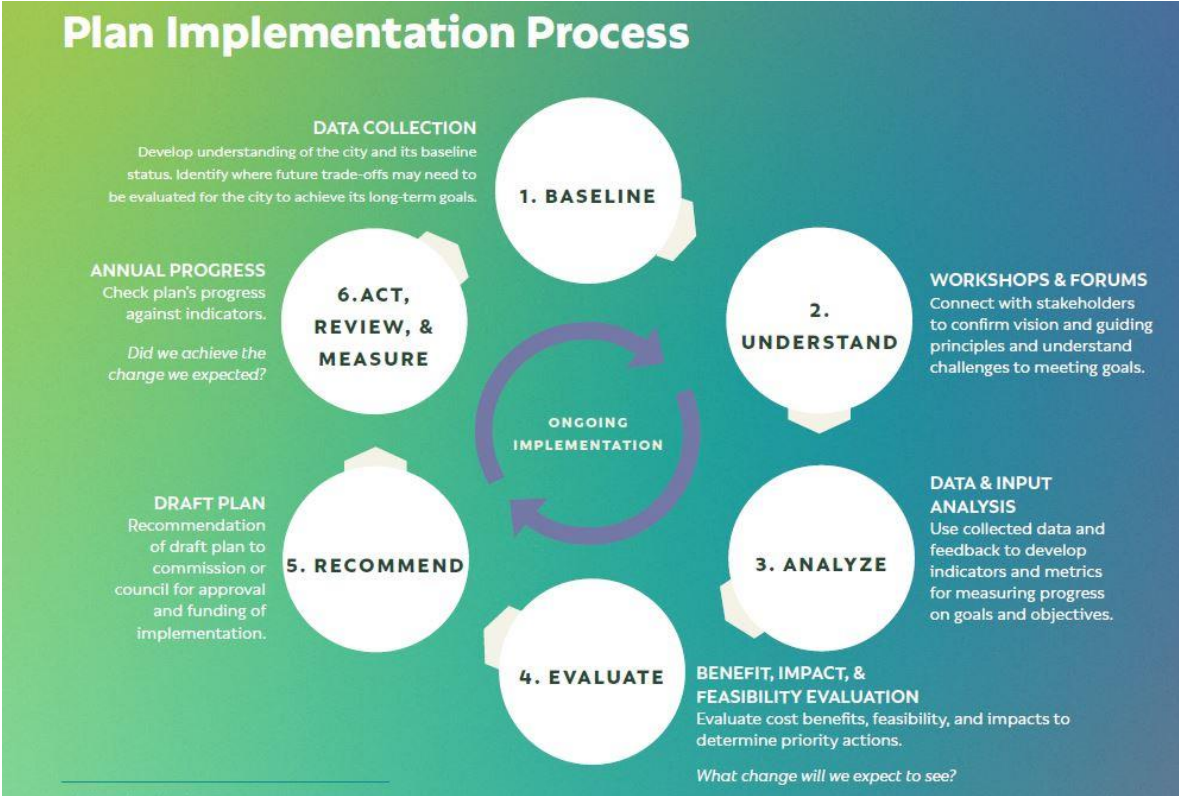 Plan Implementation Process
DATA COLLECTION
Develop understanding of the city and its baseline
status. Identify where future trade-offs may need to
be evaluated for the city to achieve its long-term goals.
1. BASELINE
2.
UNDERSTAND
WORKSHOPS & FORUMS
Connect with stakeholders
to confirm vision and guiding
principles and understand
challenges to meeting goals.
3. ANALYZE
DATA & INPUT
ANALYSIS
Use collected data and
feedback to develop
indicators and metrics
for measuring progress
on goals and objectives.
4. EVALUATE
BENEFIT, IMPACT, &
FEASIBILITY EVALUATION
Evaluate cost benefits, feasibility, and impacts to
determine priority actions.
What change will we expect to see?
5. RECOMMEND
DRAFT PLAN
Recommendation
of draft plan to
commission or
council for approval
and funding of
implementation.
6.ACT,
REVIEW, &
MEASURE
ANNUAL PROGRESS
Check plan's progress
against indicators.
Did we achieve the
change we expected?
ONGOING
IMPLEMENTATION